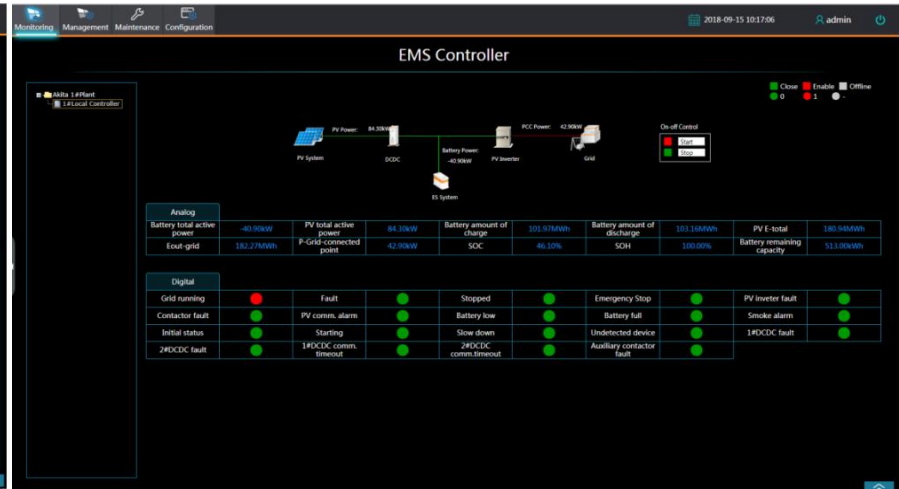 Monitoring Management Maintenance Configuration
2018-09-15 10:17:06 admin
EMS Controller
Close Enable Offline
0 1 -
Akita 1#Plant
1#Local Controller
PV Power: 84.30kW
PCC Power: 42.90kW
On-off Control
Start
Stop
Battery Power:
-40.90kW
PV System DCDC PV Inverter Grid
ES System
Analog
Battery total active power -40.90kW PV total active power 84.30kW Battery amount of charge 101.97MWh Battery amount of discharge 103.16MWh PV E-total 180.94MWh
Eout-grid 182.27MWh P-Grid-connected point 42.90kW SOC 46.10% SOH 100.00% Battery remaining capacity 513.00kWh
Digital
Grid running Fault Stopped Emergency Stop PV inveter fault
Contactor fault PV comm. alarm Battery low Battery full Smoke alarm
Initial status Starting Slow down Undetected device 1#DCDC fault
2#DCDC fault 1#DCDC comm. timeout 2#DCDC comm.timeout Auxiliary contactor fault